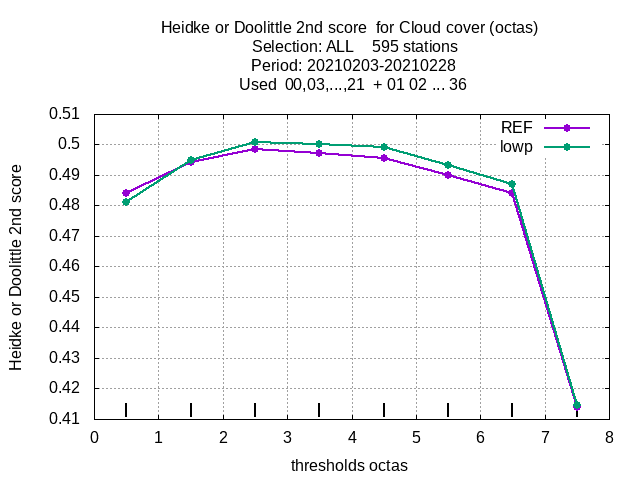 Heidke or Doolittle 2nd score  for Cloud cover (octas)
Selection: ALL    595 stations
Period: 20210203-20210228
Used  00,03,...,21  + 01 02 ... 36
0.51
0.5
0.49
0.48
0.47
0.46
0.45
0.44
0.43
0.42
0.41
Heidke or Doolittle 2nd score
REF
lowp
0 1 2 3 4 5 6 7 8
thresholds octas